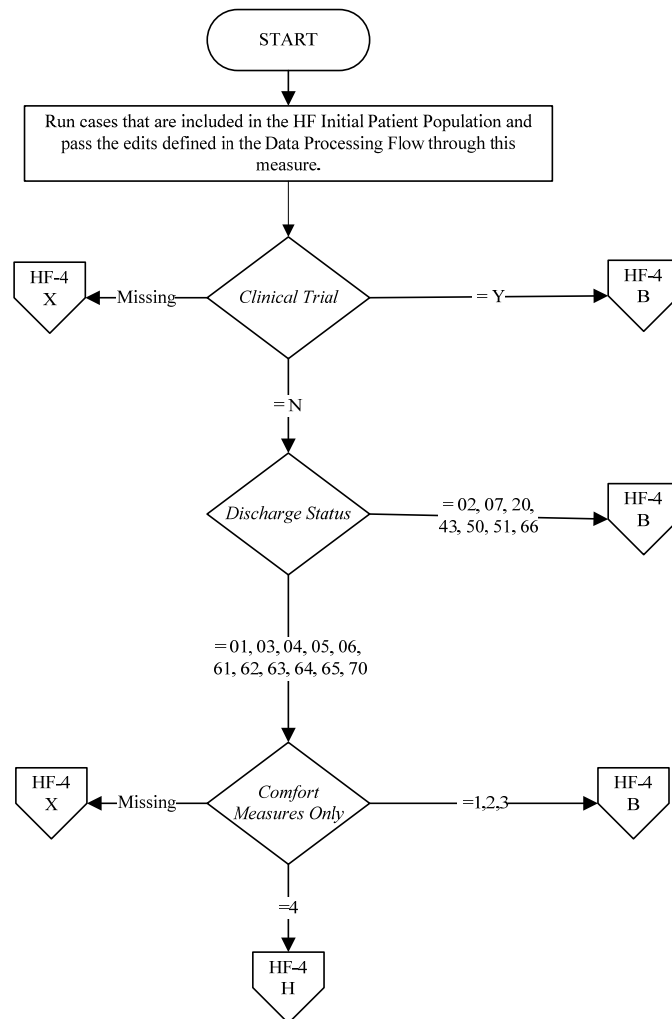 START
Run cases that are included in the HF Initial Patient Population and
pass the edits defined in the Data Processing Flow through this
measure.
HF-4
X
Missing
Clinical Trial
= Y
HF-4
B
= N
Discharge Status
= 02, 07, 20,
43, 50, 51, 66
HF-4
B
= 01, 03, 04, 05, 06,
61, 62, 63, 64, 65, 70
HF-4
X
Missing
Comfort
Measures Only
=1,2,3
HF-4
B
=4
HF-4
H